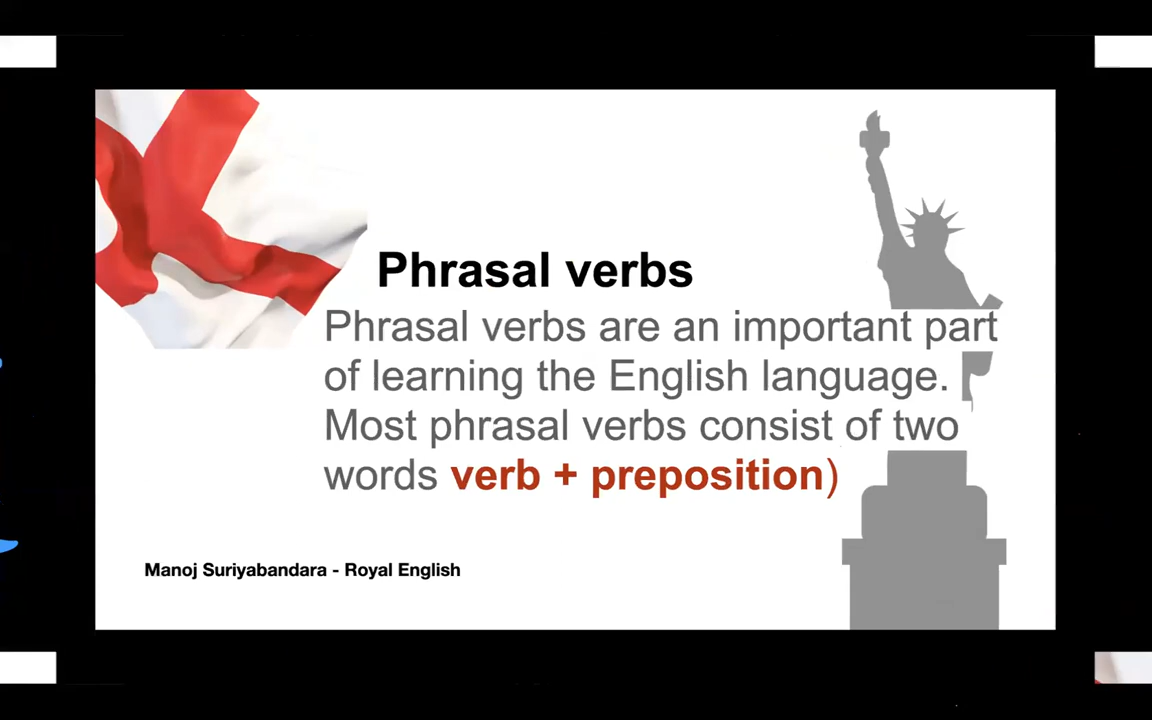 Phrasal verbs
Phrasal verbs are an important part
of learning the English language.
Most phrasal verbs consist of two
words verb + preposition)
Manoj Suriyabandara - Royal English